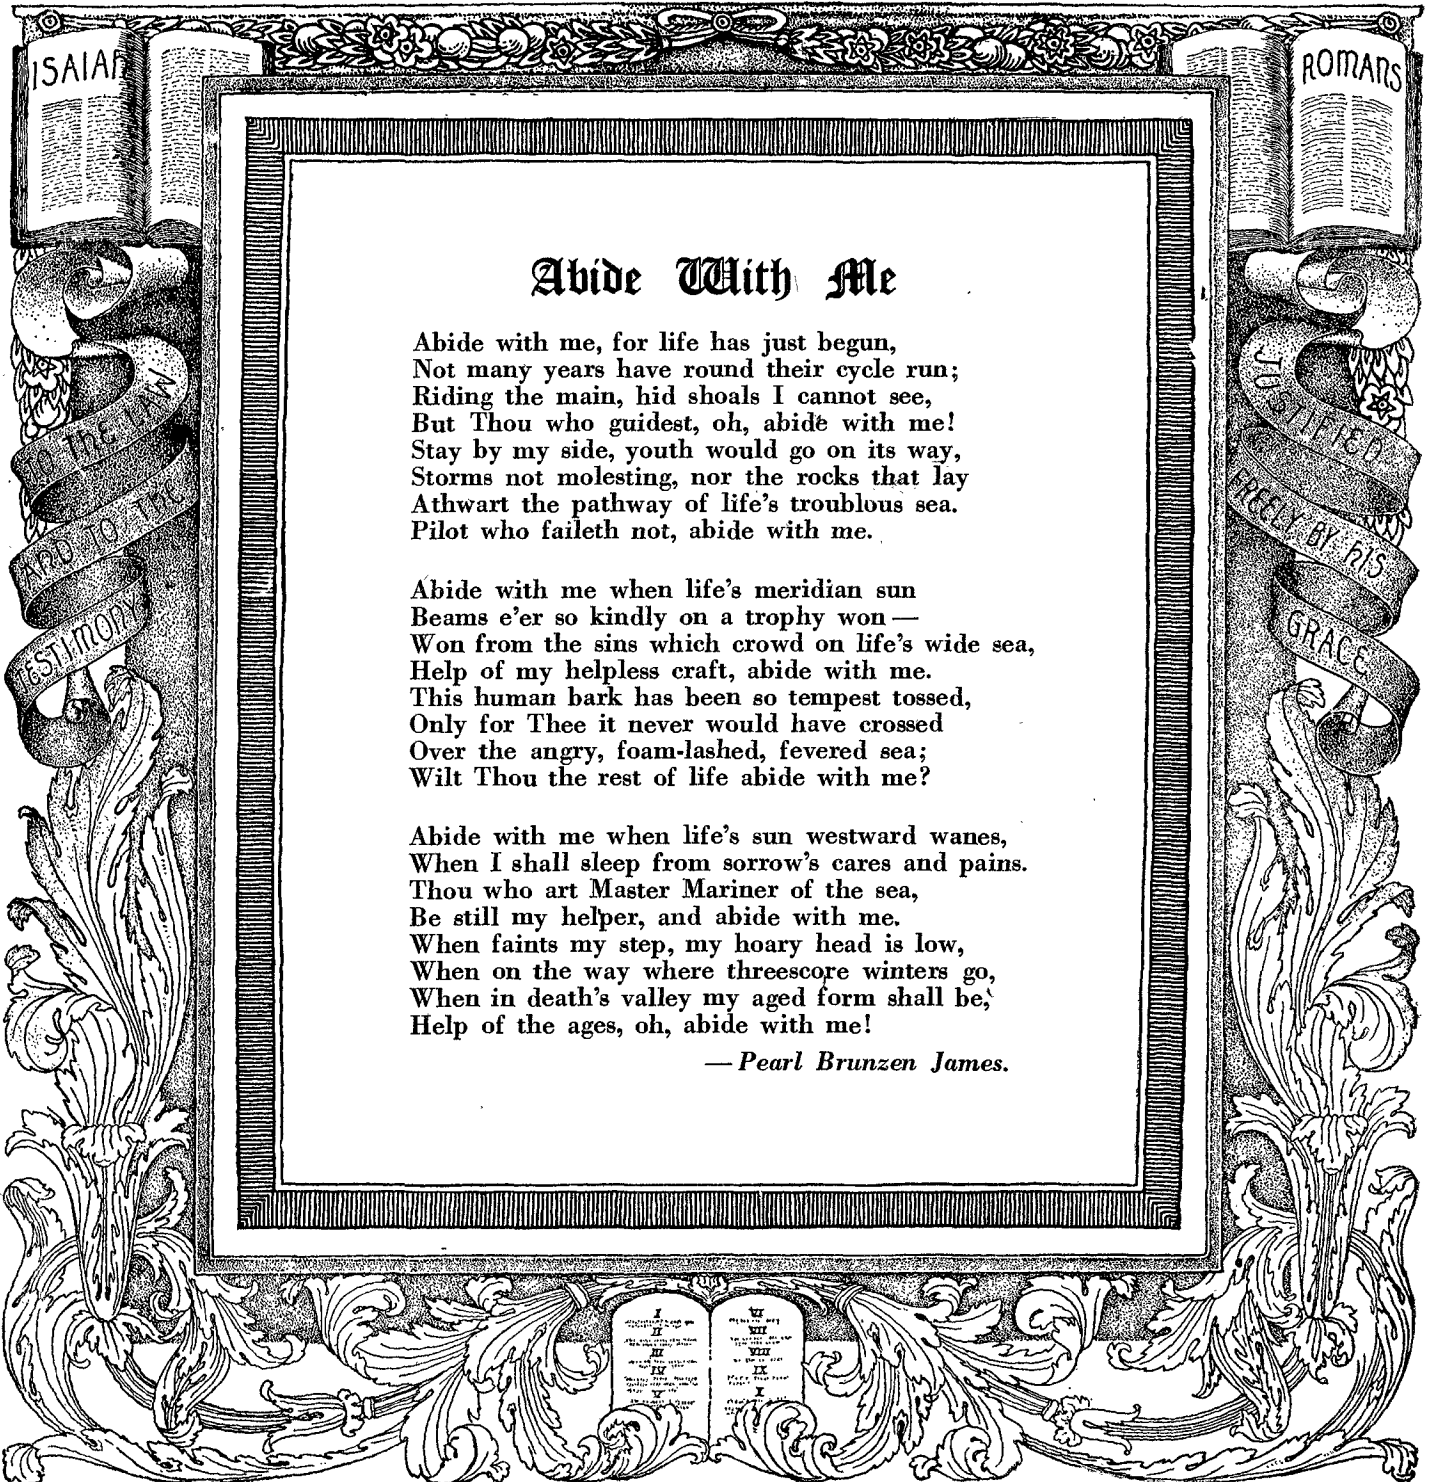 ISAIAH
ROMANS
TO THE LAW
AND TO THE
TESTIMONY
JUSTIFIED
FREELY BY HIS
GRACE
Abide With Me
Abide with me, for life has just begun,
Not many years have round their cycle run;
Riding the main, hid shoals I cannot see,
But Thou who guidest, oh, abide with me!
Stay by my side, youth would go on its way,
Storms not molesting, nor the rocks that lay
Athwart the pathway of life's troublous sea.
Pilot who faileth not, abide with me.
Abide with me when life's meridian sun
Beams e'er so kindly on a trophy won —
Won from the sins which crowd on life's wide sea,
Help of my helpless craft, abide with me.
This human bark has been so tempest tossed,
Only for Thee it never would have crossed
Over the angry, foam-lashed, fevered sea;
Wilt Thou the rest of life abide with me?
Abide with me when life's sun westward wanes,
When I shall sleep from sorrow's cares and pains.
Thou who art Master Mariner of the sea,
Be still my helper, and abide with me.
When faints my step, my hoary head is low,
When on the way where threescore winters go,
When in death's valley my aged form shall be,
Help of the ages, oh, abide with me!
— Pearl Brunzen James.
I
II
III
IV
V
VI
VII
VIII
IX
X